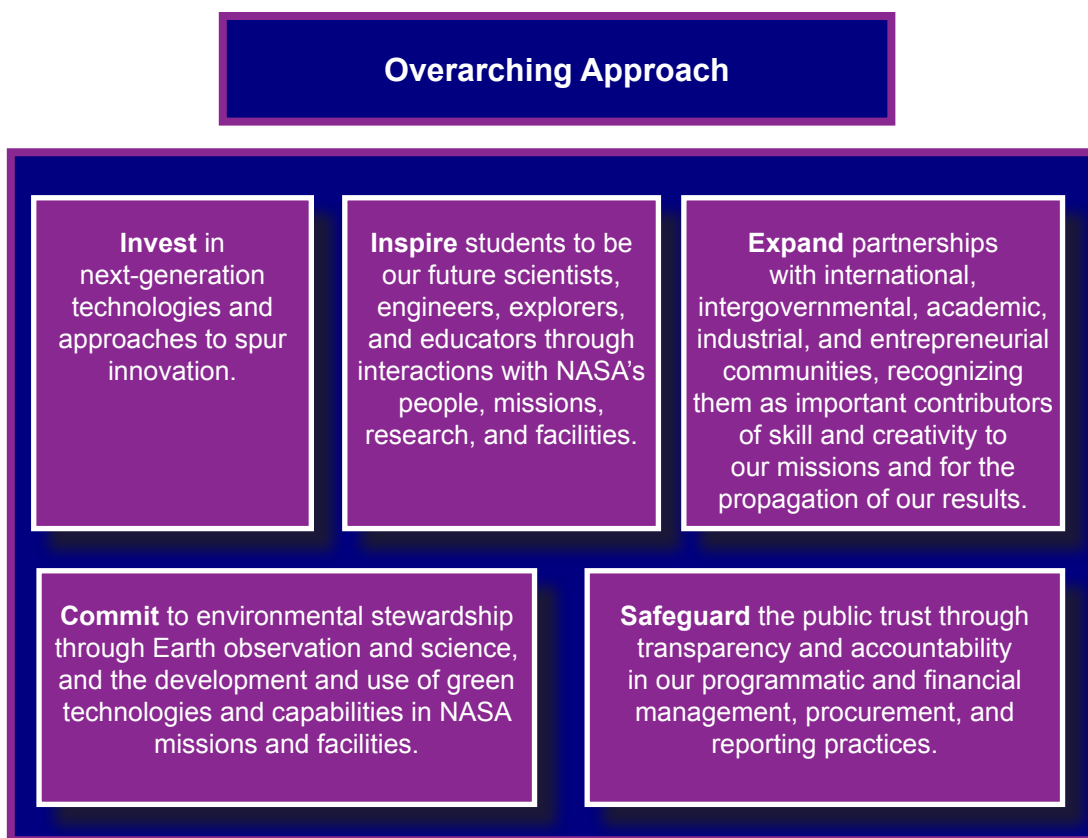 Overarching Approach
Invest in
next-generation
technologies and
approaches to spur
innovation.
Inspire students to be
our future scientists,
engineers, explorers,
and educators through
interactions with NASA's
people, missions,
research, and facilities.
Expand partnerships
with international,
intergovernmental, academic,
industrial, and entrepreneurial
communities, recognizing
them as important contributors
of skill and creativity to
our missions and for the
propagation of our results.
Commit to environmental stewardship
through Earth observation and science,
and the development and use of green
technologies and capabilities in NASA
missions and facilities.
Safeguard the public trust through
transparency and accountability
in our programmatic and financial
management, procurement, and
reporting practices.